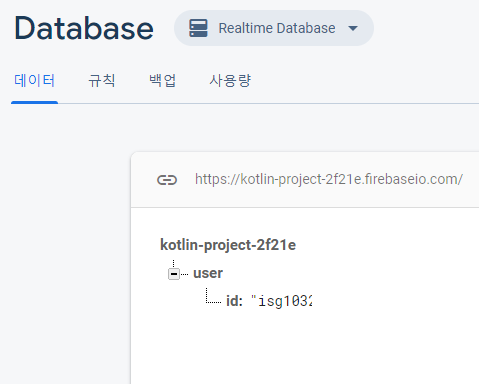 Database Realtime Database
데이터 규칙 백업 사용량
https://kotlin-project-2f21e.firebaseio.com/
kotlin-project-2f21e
user
id: "isg1032